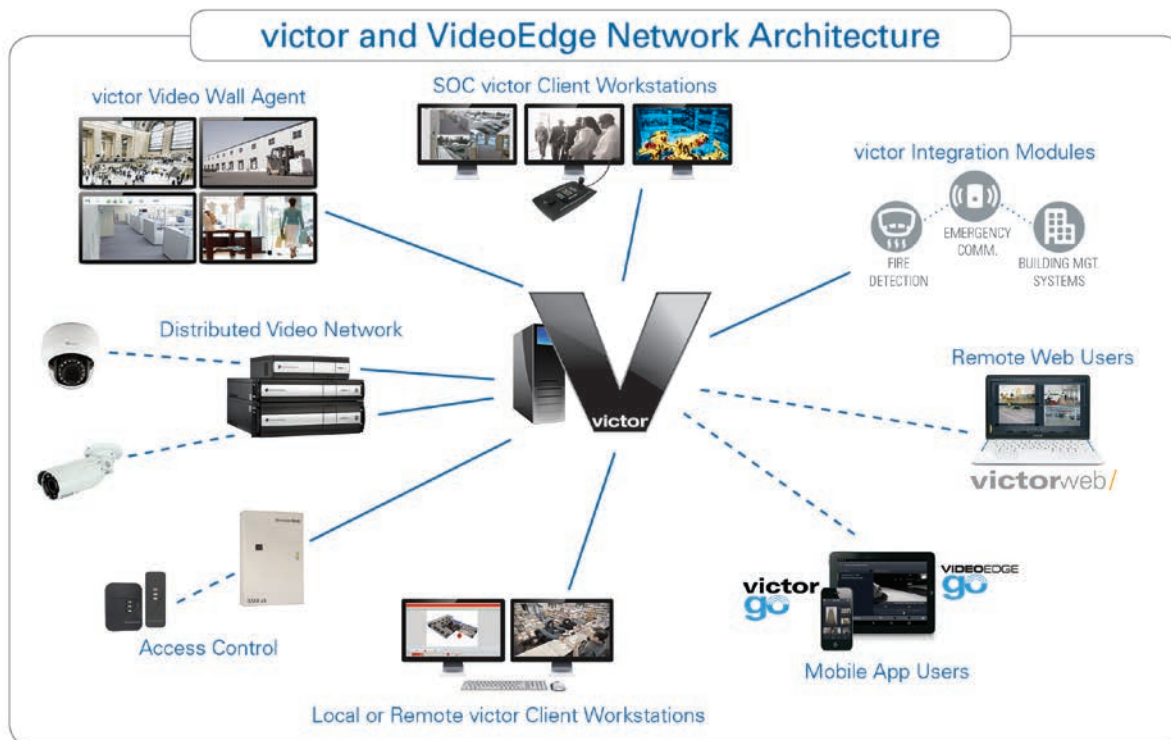 victor and VideoEdge Network Architecture
victor Video Wall Agent
SOC victor Client Workstations
victor Integration Modules
EMERGENCY
COMM.
FIRE
DETECTION
BUILDING MGT.
SYSTEMS
Distributed Video Network
Remote Web Users
victor
victorweb/
Access Control
victor
go
VIDEOEDGE
go
Mobile App Users
Local or Remote victor Client Workstations